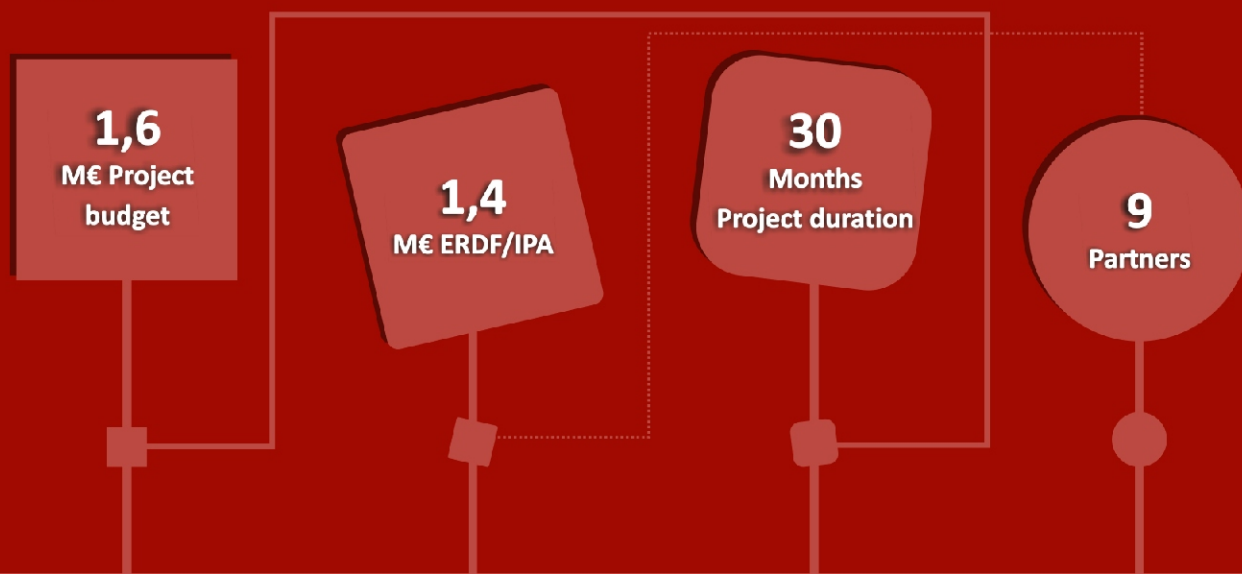 1,6
M€ Project
budget
1,4
M€ ERDF/IPA
30
Months
Project duration
9
Partners